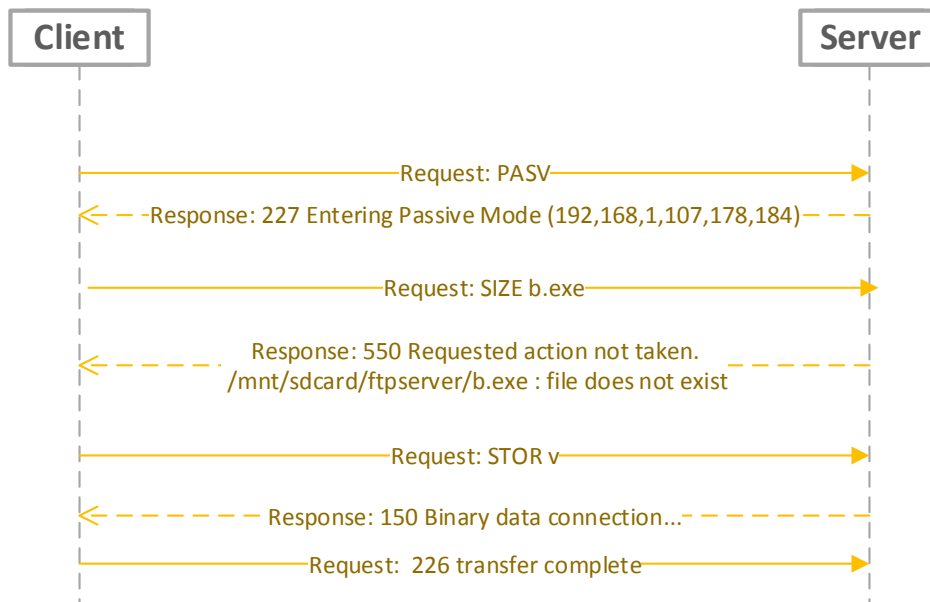 Client
Server
Request: PASV
Response: 227 Entering Passive Mode (192,168,1,107,178,184)
Request: SIZE b.exe
Response: 550 Requested action not taken.
/mnt/sdcard/ftpserver/b.exe : file does not exist
Request: STOR v
Response: 150 Binary data connection...
Request:  226 transfer complete